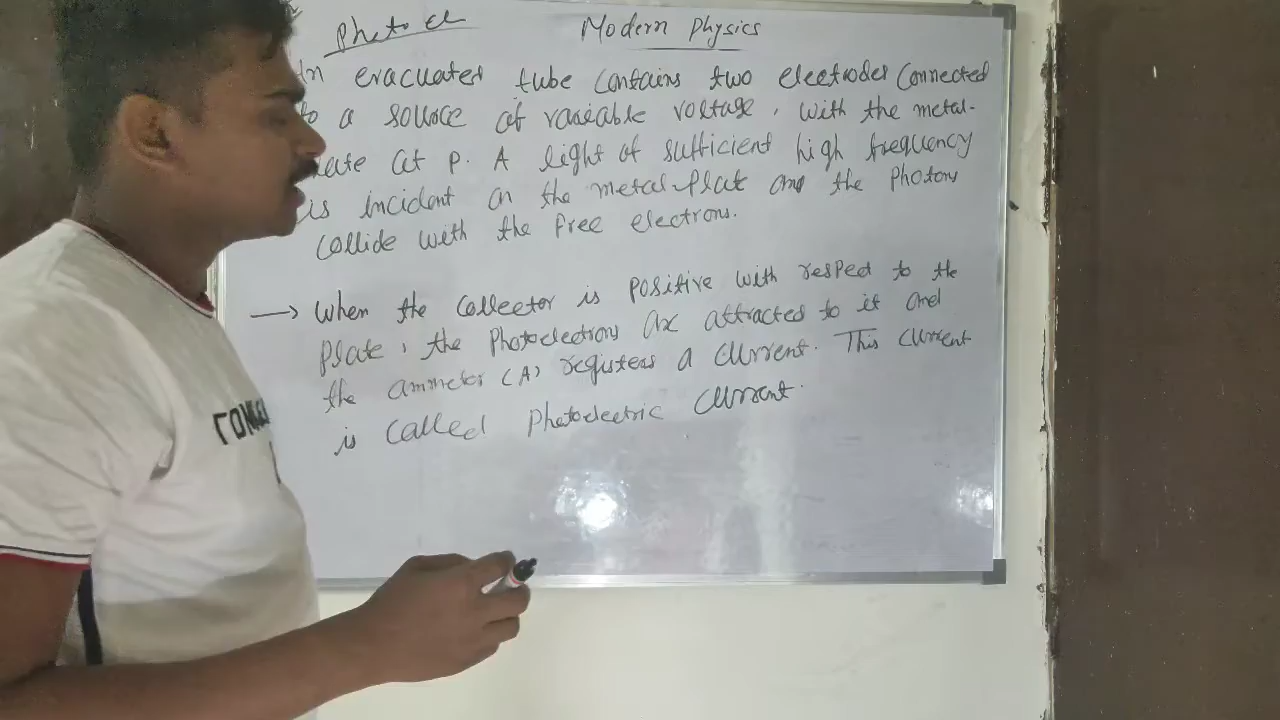 Photo el
Modern Physics
An evacuated tube contains two electrodes connected
to a source of variable voltage, with the metal-
late at P. A light of sufficient high frequency
is incident on the metal-plate and the photons
collide with the free electrons.
→ When the collector is positive with respect to the
plate, the photoelectrons are attracted to it and
the ammeter (A) registers a current. This current
is called photoelectric current.